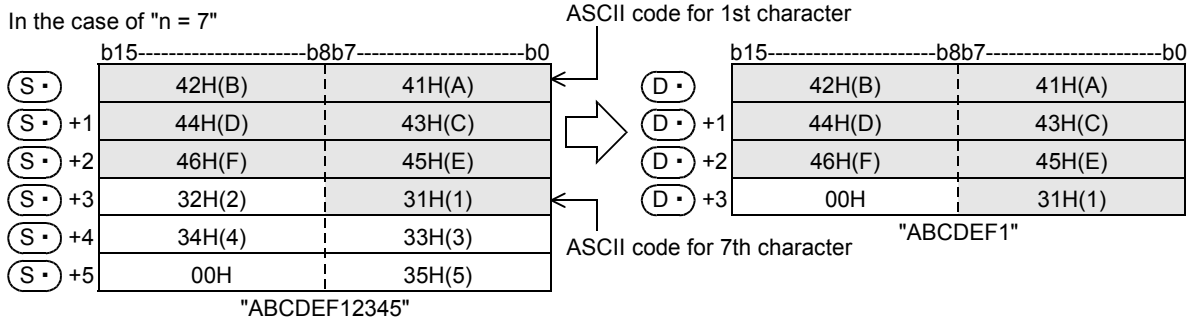 In the case of "n = 7"
ASCII code for 1st character
b15----------------------b8b7----------------------b0 b15----------------------b8b7----------------------b0
S· 42H(B) 41H(A) D· 42H(B) 41H(A)
S· +1 44H(D) 43H(C) D· +1 44H(D) 43H(C)
S· +2 46H(F) 45H(E) D· +2 46H(F) 45H(E)
S· +3 32H(2) 31H(1) D· +3 00H 31H(1)
S· +4 34H(4) 33H(3) ASCII code for 7th character "ABCDEF1"
S· +5 00H 35H(5)
"ABCDEF12345"